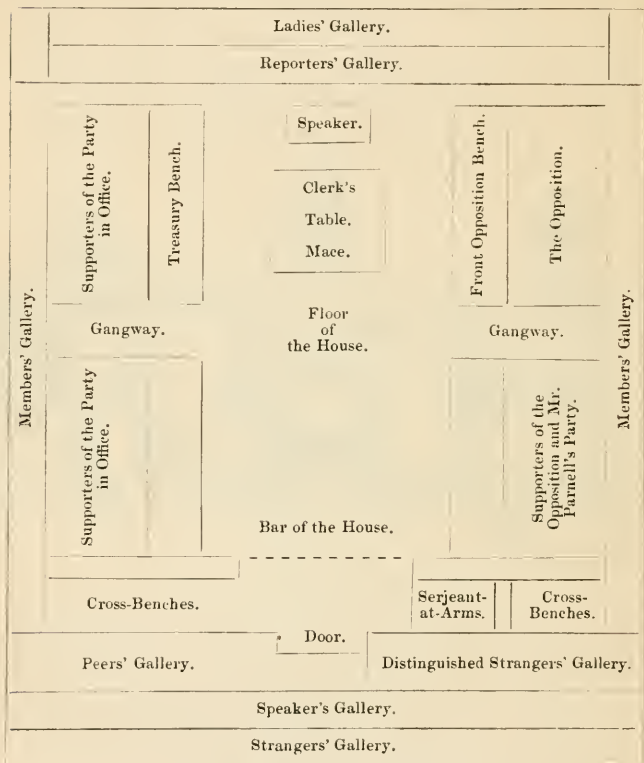 Ladies' Gallery.
Reporters' Gallery.
Members' Gallery.
Supporters of the Party
in Office.
Treasury Bench.
Speaker.
Clerk's
Table.
Mace.
Front Opposition Bench.
The Opposition.
Members' Gallery.
Gangway.
Floor
of
the House.
Gangway.
Supporters of the Party
in Office.
Supporters of the
Opposition and Mr.
Parnell's Party.
Bar of the House.
Cross-Benches.
Serjeant-
at-Arms.
Cross-
Benches.
Door.
Peers' Gallery.
Distinguished Strangers' Gallery.
Speaker's Gallery.
Strangers' Gallery.